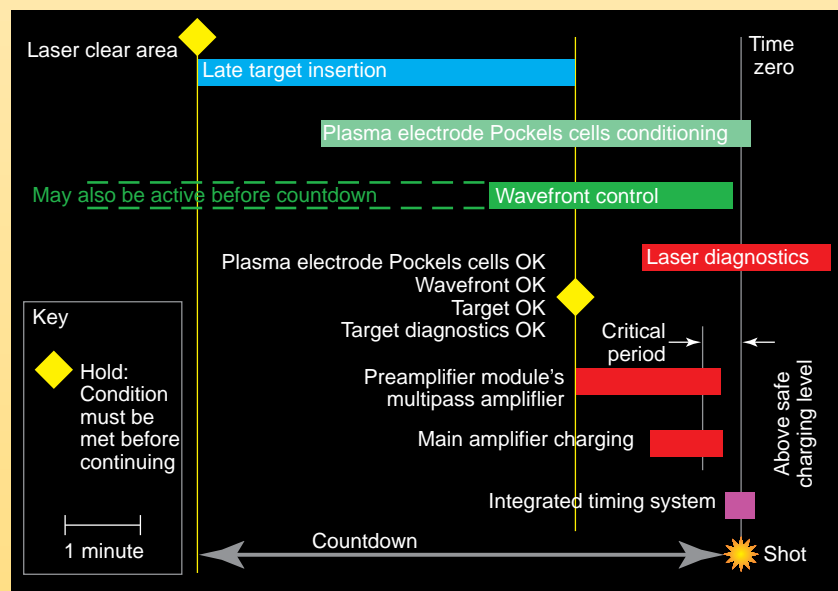 Laser clear area
Time
zero
Late target insertion
Plasma electrode Pockels cells conditioning
May also be active before countdown
Wavefront control
Laser diagnostics
Plasma electrode Pockels cells OK
Wavefront OK
Target OK
Target diagnostics OK
Key
Hold:
Condition
must be
met before
continuing
1 minute
Critical
period
Preamplifier module's
multipass ampliflier
Main amplifier charging
Above safe
charging level
Integrated timing system
Countdown
Shot